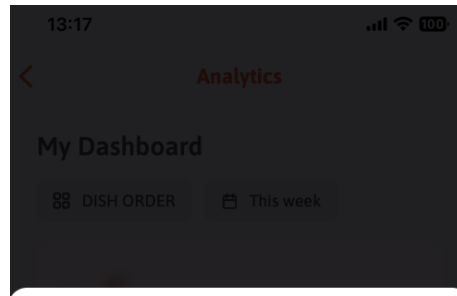 13:17
100
Analytics
My Dashboard
DISH ORDER
This week